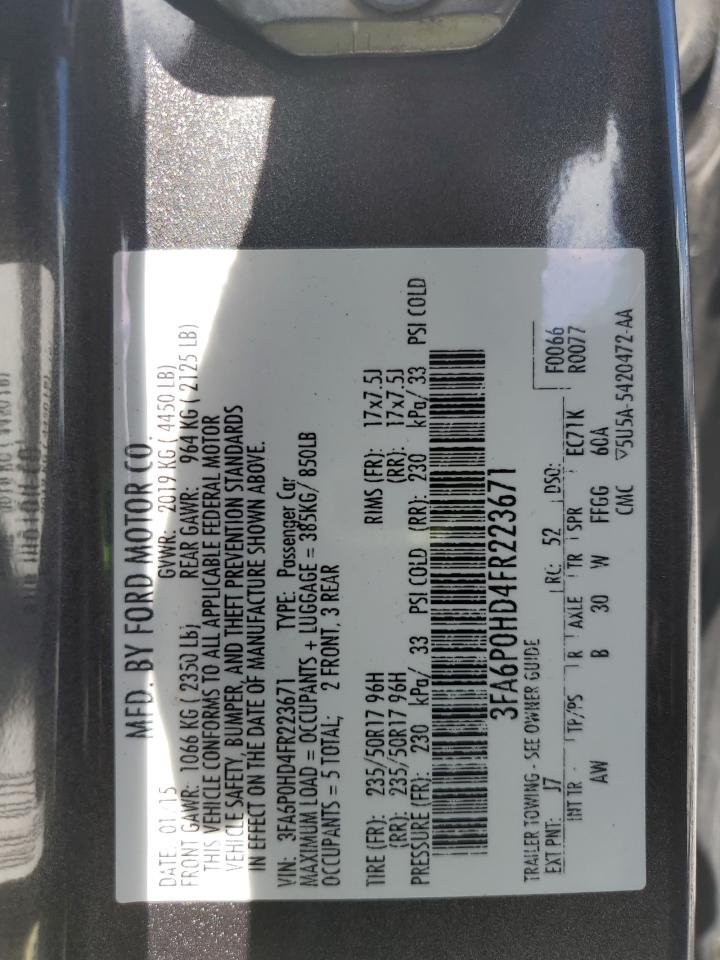 MFD. BY FORD MOTOR CO.
DATE: 01/15 GVWR: 2019 KG ( 4450 LB)
FRONT GAWR: 1066 KG ( 2350 LB) REAR GAWR: 964 KG ( 2125 LB)
THIS VEHICLE CONFORMS TO ALL APPLICABLE FEDERAL MOTOR
VEHICLE SAFETY, BUMPER, AND THEFT PREVENTION STANDARDS
IN EFFECT ON THE DATE OF MANUFACTURE SHOWN ABOVE.
VIN: 3FA6P0HD4FR223671 TYPE: Passenger Car
MAXIMUM LOAD = OCCUPANTS + LUGGAGE = 385KG/ 850LB
OCCUPANTS = 5 TOTAL; 2 FRONT, 3 REAR
TIRE (FR): 235/50R17 96H RIMS (FR): 17x7.5J
(RR): 235/50R17 96H (RR): 17x7.5J
PRESSURE (FR): 230 kPa/ 33 PSI COLD (RR): 230 kPa/ 33 PSI COLD
3FA6P0HD4FR223671
TRAILER TOWING - SEE OWNER GUIDE F0066
EXT PNT: J7 RC: 52 DSO: R0077
INT TR TP/PS R AXLE TR SPR EC71K
AW B 30 W FFGG 60A
CMC ▽5U5A-5420472-AA